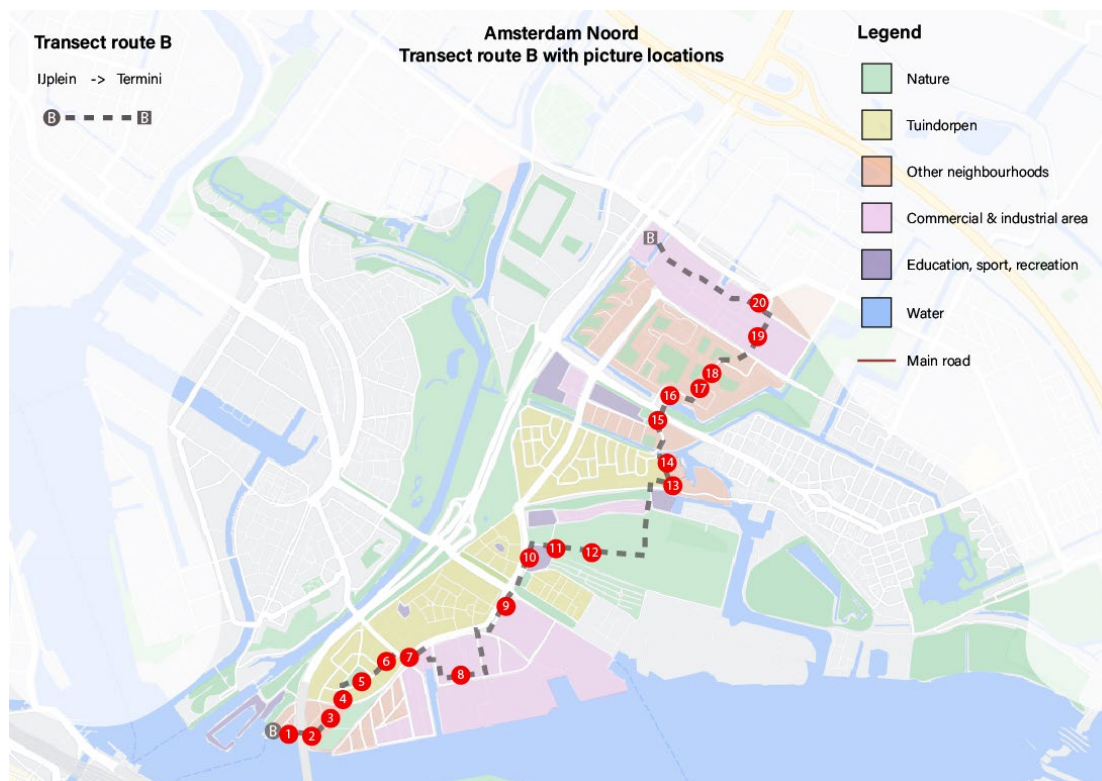 Transect route B
IJplein -> Termini
B B
Amsterdam Noord
Transect route B with picture locations
Legend
Nature
Tuindorpen
Other neighbourhoods
Commercial & industrial area
Education, sport, recreation
Water
Main road
B
20
19
18
17
16
15
14
13
12
11
10
9
8
7
6
5
4
3
2
1
B